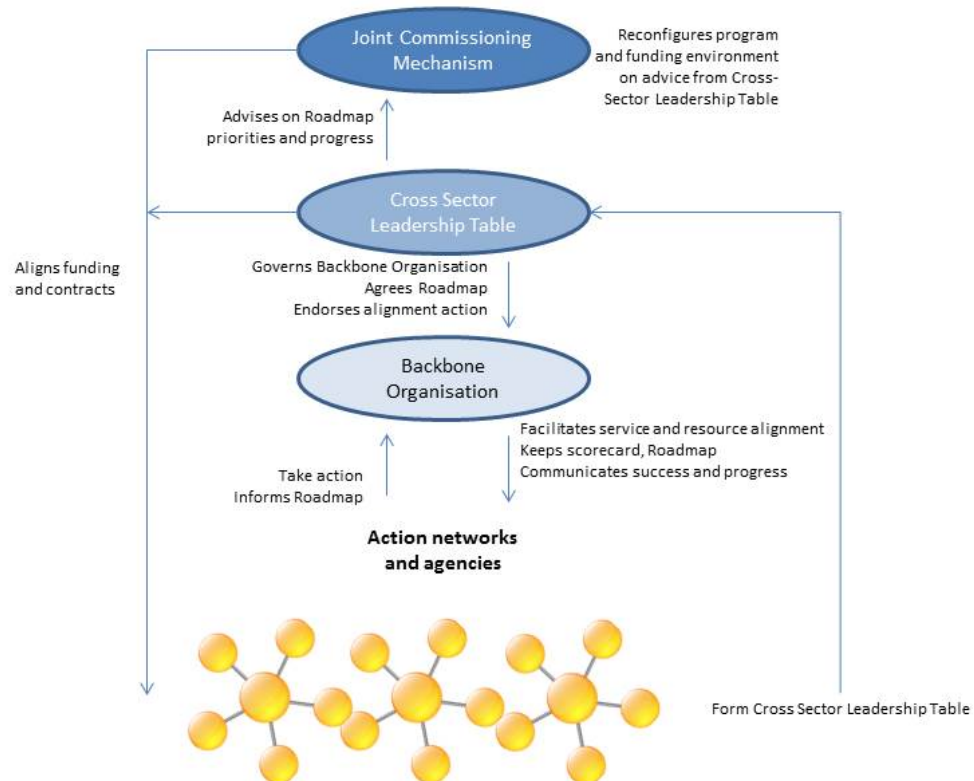 Joint Commissioning
Mechanism
Reconfigures program
and funding environment
on advice from Cross-
Sector Leadership Table
Advises on Roadmap
priorities and progress
Cross Sector
Leadership Table
Aligns funding
and contracts
Governs Backbone Organisation
Agrees Roadmap
Endorses alignment action
Backbone
Organisation
Facilitates service and resource alignment
Keeps scorecard, Roadmap
Communicates success and progress
Take action
Informs Roadmap
Action networks
and agencies
Form Cross Sector Leadership Table